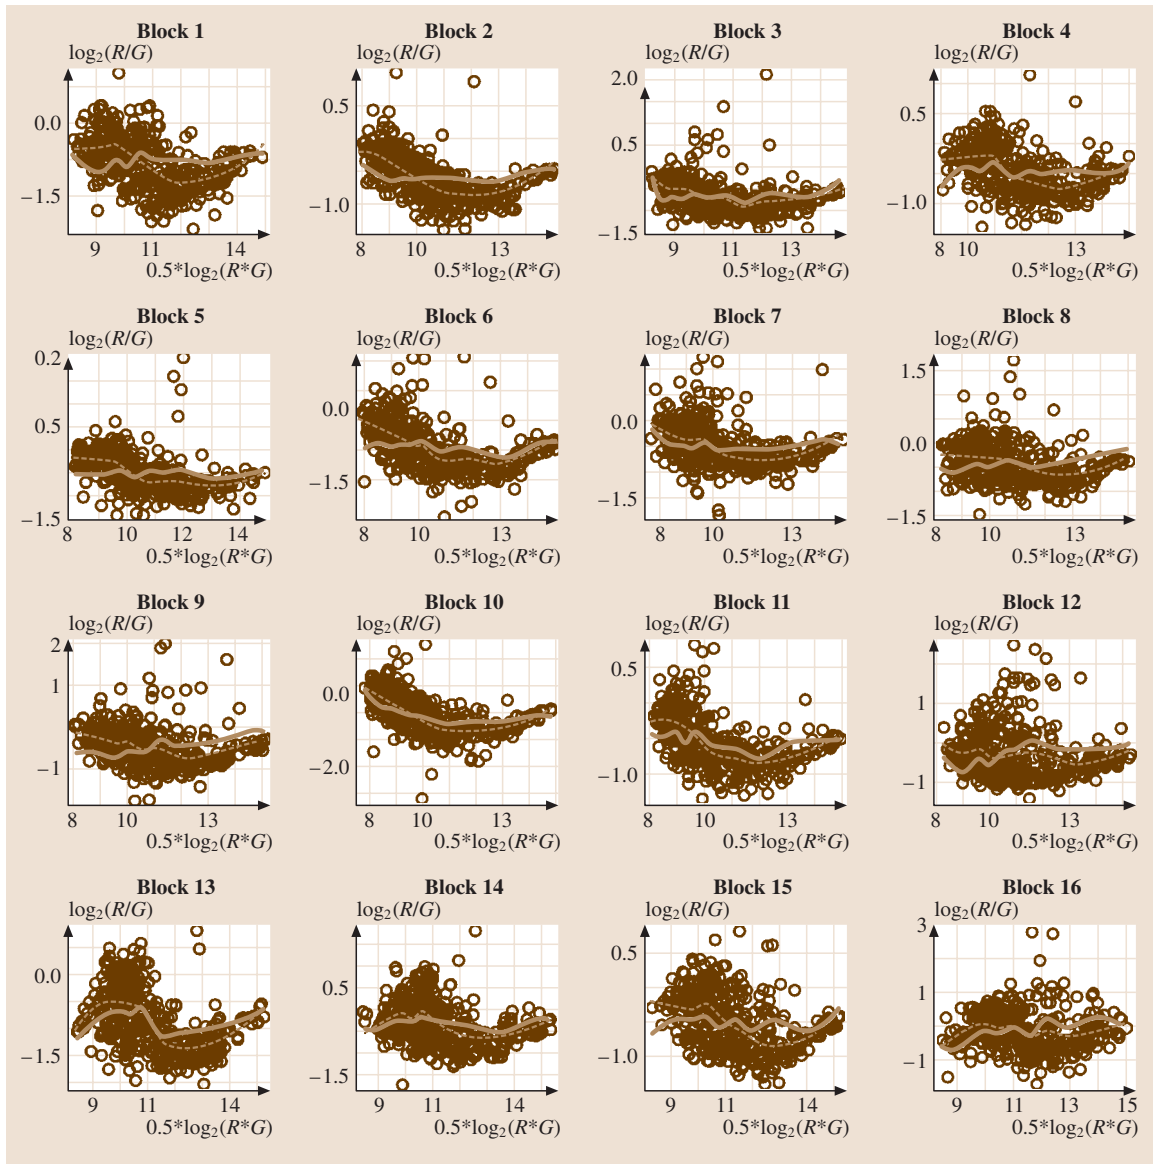 Block 1
log₂(R/G)
0.0
−1.5
9 11 14
0.5*log₂(R*G)
Block 2
log₂(R/G)
0.5
−1.0
8 10 13
0.5*log₂(R*G)
Block 3
log₂(R/G)
2.0
0.5
−1.5
9 11 13
0.5*log₂(R*G)
Block 4
log₂(R/G)
0.5
−1.0
8 10 13
0.5*log₂(R*G)
Block 5
log₂(R/G)
0.2
0.5
−1.5
8 10 12 14
0.5*log₂(R*G)
Block 6
log₂(R/G)
0.0
−1.5
8 10 13
0.5*log₂(R*G)
Block 7
log₂(R/G)
0.0
−1.5
8 10 13
0.5*log₂(R*G)
Block 8
log₂(R/G)
1.5
0.0
−1.5
8 10 13
0.5*log₂(R*G)
Block 9
log₂(R/G)
2
1
−1
8 10 13
0.5*log₂(R*G)
Block 10
log₂(R/G)
0.0
−2.0
8 10 13
0.5*log₂(R*G)
Block 11
log₂(R/G)
0.5
−1.0
8 10 13
0.5*log₂(R*G)
Block 12
log₂(R/G)
1
−1
8 10 13
0.5*log₂(R*G)
Block 13
log₂(R/G)
0.0
−1.5
9 11 14
0.5*log₂(R*G)
Block 14
log₂(R/G)
0.5
−1.5
9 11 14
0.5*log₂(R*G)
Block 15
log₂(R/G)
0.5
−1.0
9 11 14
0.5*log₂(R*G)
Block 16
log₂(R/G)
3
1
−1
9 11 13 15
0.5*log₂(R*G)